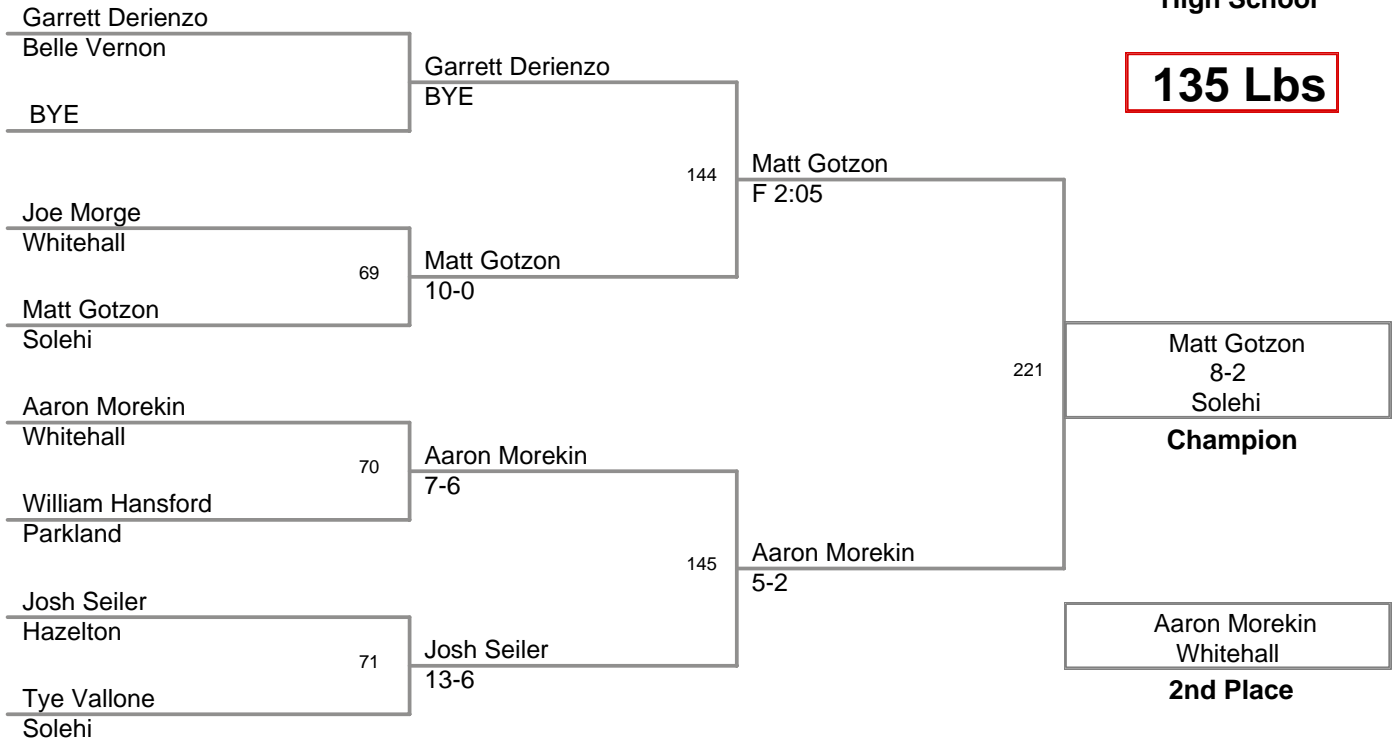 High School
135 Lbs
Garrett Derienzo
Belle Vernon
BYE
Joe Morge
Whitehall
69
Matt Gotzon
Solehi
Aaron Morekin
Whitehall
70
William Hansford
Parkland
Josh Seiler
Hazelton
71
Tye Vallone
Solehi
Garrett Derienzo
BYE
144
Matt Gotzon
10-0
Aaron Morekin
7-6
145
Josh Seiler
13-6
Matt Gotzon
F 2:05
221
Aaron Morekin
5-2
Matt Gotzon
8-2
Solehi
Champion
Aaron Morekin
Whitehall
2nd Place